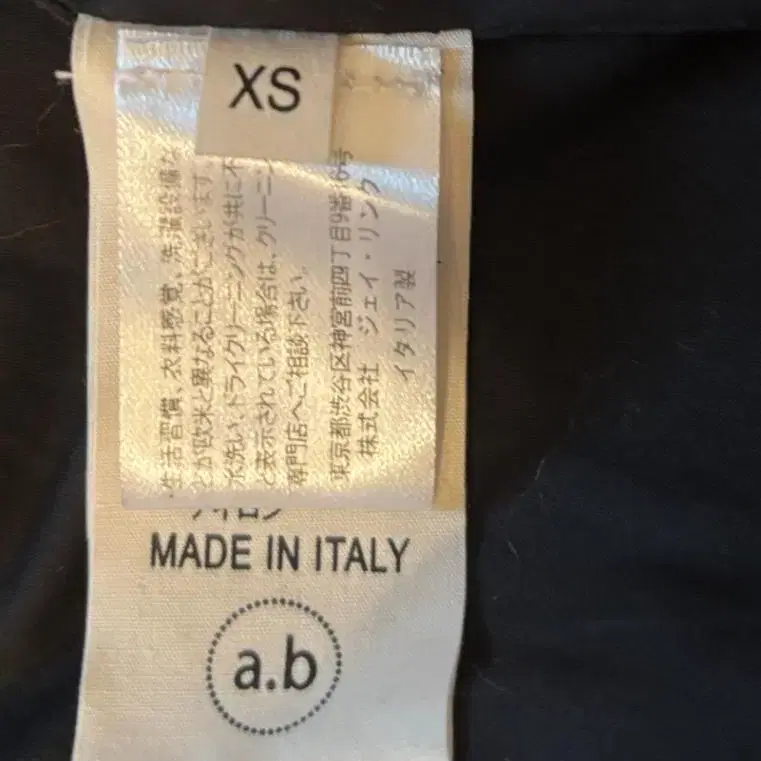 XS
・生活習慣、衣料感覚、洗濯設備な
とが欧米と異なることがございます。
水洗い、ドライクリーニングが共に不
と表示されている場合は、クリーニン
専門店へご相談下さい。
東京都渋谷区神宮前四丁目9番16号
株式会社 ジェイ・リンク
イタリア製
MADE IN ITALY
a.b